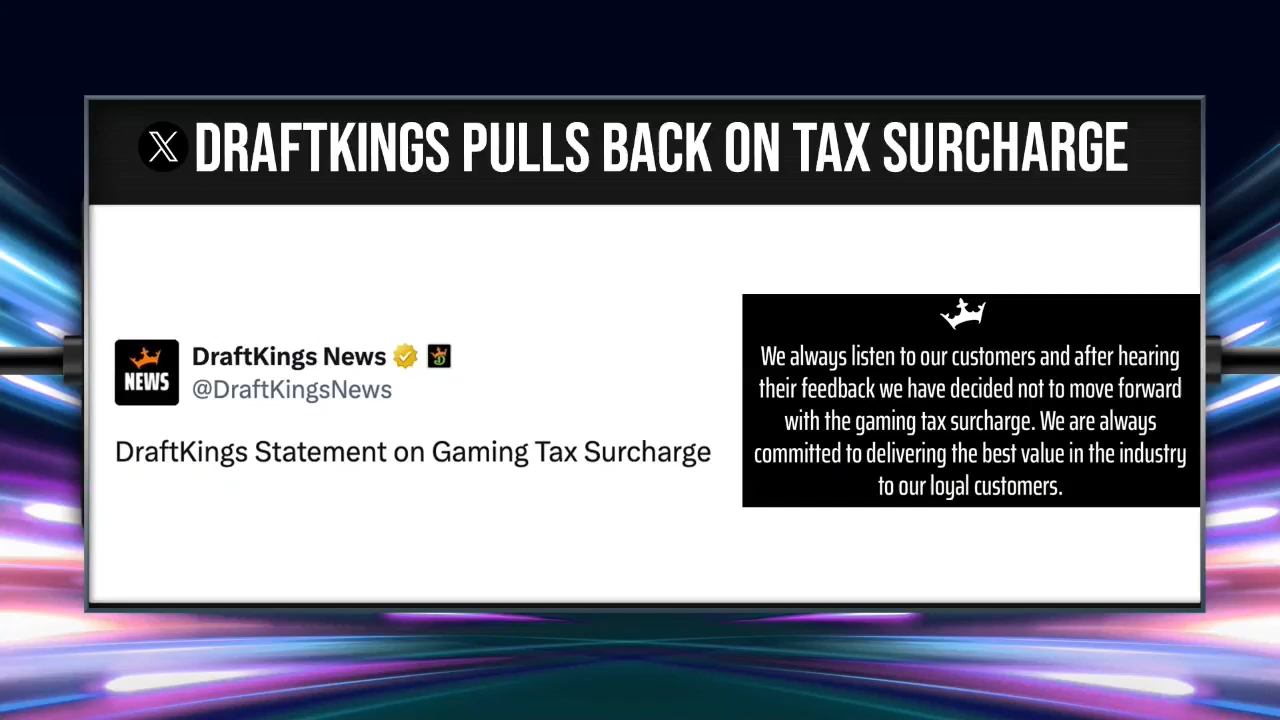 DRAFTKINGS PULLS BACK ON TAX SURCHARGE
NEWS
DraftKings News
@DraftKingsNews
DraftKings Statement on Gaming Tax Surcharge
We always listen to our customers and after hearing
their feedback we have decided not to move forward
with the gaming tax surcharge. We are always
committed to delivering the best value in the industry
to our loyal customers.